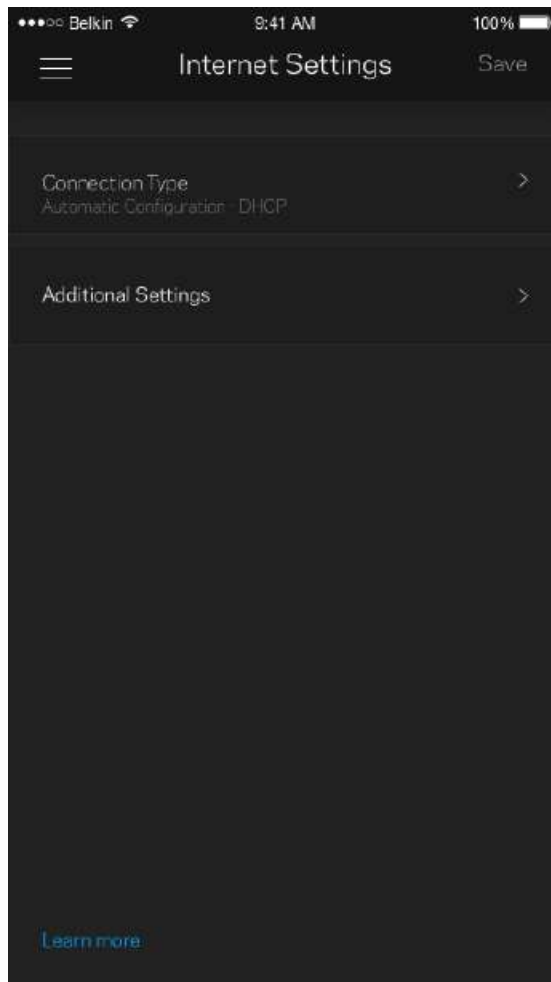 Belkin 9:41 AM 100%
Internet Settings Save
Connection Type
Automatic Configuration - DHCP
Additional Settings
Learn more